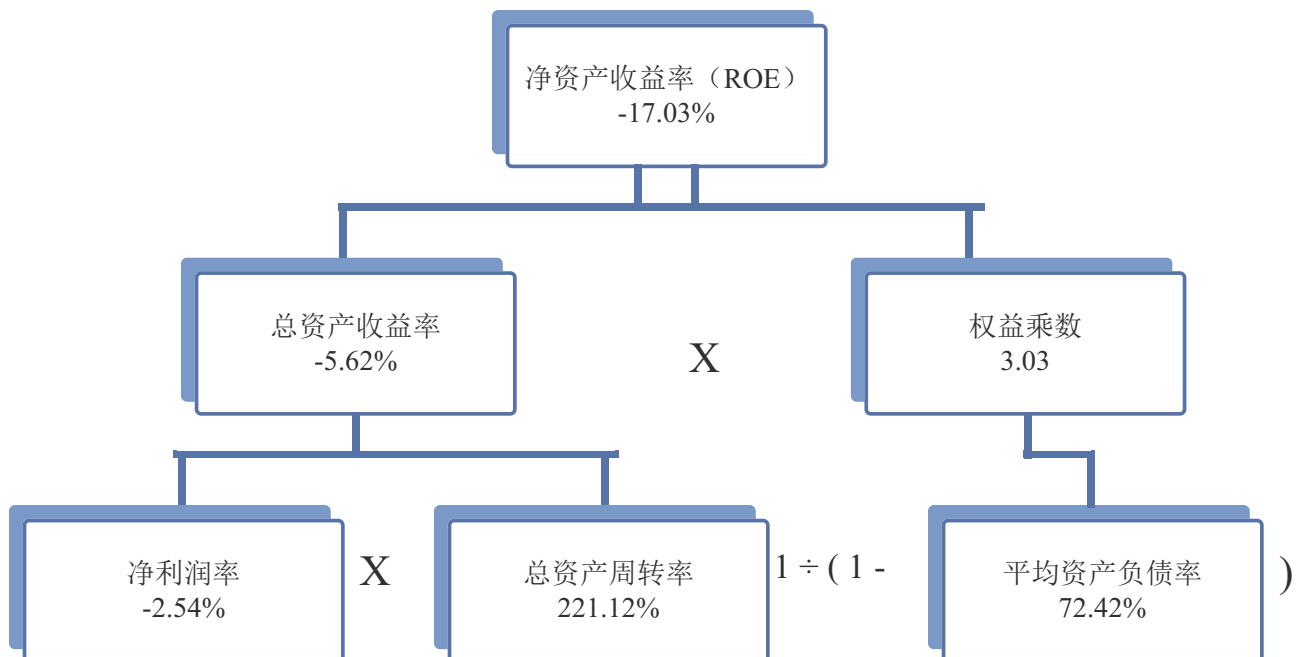 净资产收益率（ROE）
-17.03%
总资产收益率
-5.62%
X
权益乘数
3.03
净利润率
-2.54%
X
总资产周转率
221.12%
1 ÷ ( 1 -
平均资产负债率
72.42%
)